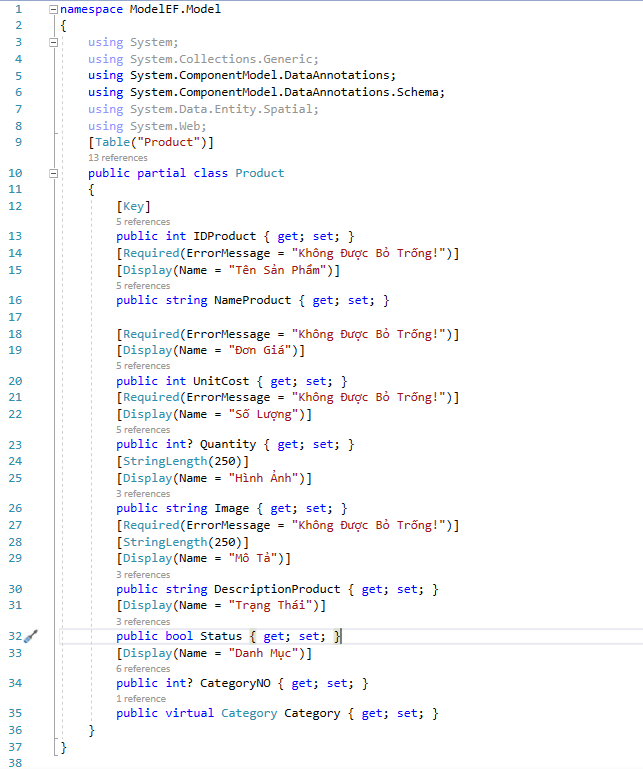 1 namespace ModelEF.Model
2 {
3 using System;
4 using System.Collections.Generic;
5 using System.ComponentModel.DataAnnotations;
6 using System.ComponentModel.DataAnnotations.Schema;
7 using System.Data.Entity.Spatial;
8 using System.Web;
9 [Table("Product")]
13 references
10 public partial class Product
11 {
12 [Key]
5 references
13 public int IDProduct { get; set; }
14 [Required(ErrorMessage = "Không Được Bỏ Trống!")]
15 [Display(Name = "Tên Sản Phẩm")]
5 references
16 public string NameProduct { get; set; }
17
18 [Required(ErrorMessage = "Không Được Bỏ Trống!")]
19 [Display(Name = "Đơn Giá")]
5 references
20 public int UnitCost { get; set; }
21 [Required(ErrorMessage = "Không Được Bỏ Trống!")]
22 [Display(Name = "Số Lượng")]
5 references
23 public int? Quantity { get; set; }
24 [StringLength(250)]
25 [Display(Name = "Hình Ảnh")]
3 references
26 public string Image { get; set; }
27 [Required(ErrorMessage = "Không Được Bỏ Trống!")]
28 [StringLength(250)]
29 [Display(Name = "Mô Tả")]
3 references
30 public string DescriptionProduct { get; set; }
31 [Display(Name = "Trạng Thái")]
3 references
32 public bool Status { get; set; }
33 [Display(Name = "Danh Mục")]
6 references
34 public int? CategoryNO { get; set; }
1 reference
35 public virtual Category Category { get; set; }
36 }
37 }
38